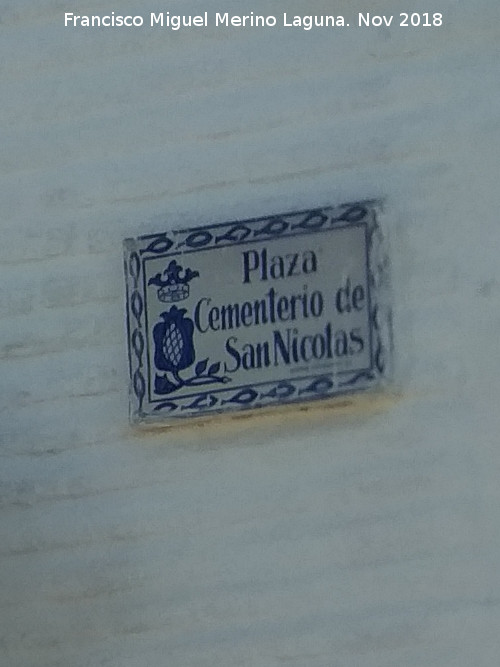 Francisco Miguel Merino Laguna. Nov 2018
Plaza
Cementerio de
San Nicolas